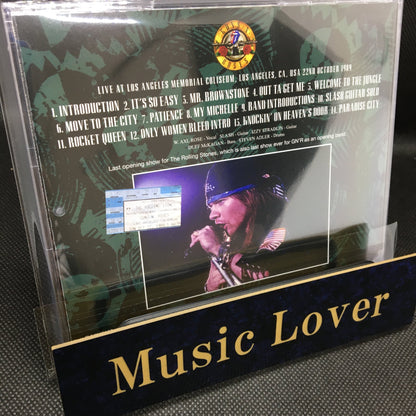 LIVE AT LOS ANGELES MEMORIAL COLISEUM, LOS ANGELES, CA, USA 22ND OCTOBER 1989
1. INTRODUCTION 2. IT'S SO EASY 3. MR. BROWNSTONE 4. OUT TA GET ME 5. WELCOME TO THE JUNGLE
6. MOVE TO THE CITY 7. PATIENCE 8. MY MICHELLE 9. BAND INTRODUCTIONS 10. SLASH GUITAR SOLO
11. ROCKET QUEEN 12. ONLY WOMEN BLEED INTRO 13. KNOCKIN' ON HEAVEN'S DOOR 14. PARADISE CITY
W. AXL ROSE - Vocal SLASH - Guitar IZZY STRADLIN - Guitar
DUFF McKAGAN - Bass STEVEN ADLER - Drums
Last opening show for The Rolling Stones, which is also last show ever for GN'R as an opening band!
Music Lover